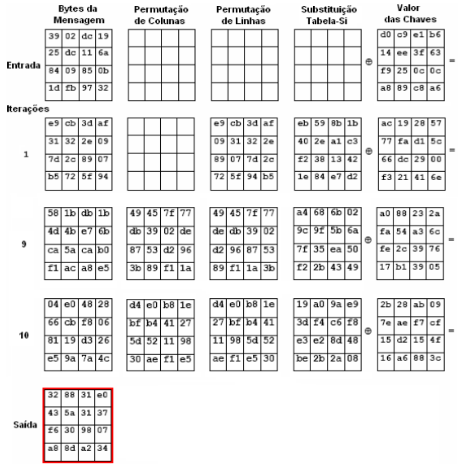 Bytes da Permutação Permutação Substituição Valor
Mensagem de Colunas de Linhas Tabela-Si das Chaves
39 02 dc 19 d0 c9 e1 b6
25 dc 11 6a 14 ee 3f 63
Entrada ⊕ =
84 09 85 0b f9 25 0c 0c
1d fb 97 32 a8 89 c8 a6
Iterações
e9 cb 3d af e9 cb 3d af eb 59 8b 1b ac 19 28 57
31 32 2e 09 09 31 32 2e 40 2e a1 c3 77 fa d1 5c
1 ⊕ =
7d 2c 89 07 89 07 7d 2c f2 38 13 42 66 dc 29 00
b5 72 5f 94 72 5f 94 b5 1e 84 e7 d2 f3 21 41 6e
58 1b db 1b 49 45 7f 77 49 45 7f 77 a4 68 6b 02 a0 88 23 2a
4d 4b e7 6b db 39 02 de de db 39 02 9c 9f 5b 6a fa 54 a3 6c
9 ⊕ =
ca 5a ca b0 87 53 d2 96 d2 96 87 53 7f 35 ea 50 fe 2c 39 76
f1 ac a8 e5 3b 89 f1 1a 89 f1 1a 3b f2 2b 43 49 17 b1 39 05
04 e0 48 28 d4 e0 b8 1e d4 e0 b8 1e 19 a0 9a e9 2b 28 ab 09
66 cb f8 06 bf b4 41 27 27 bf b4 41 3d f4 c6 f8 7e ae f7 cf
10 ⊕ =
81 19 d3 26 5d 52 11 98 11 98 5d 52 e3 e2 8d 48 15 d2 15 4f
e5 9a 7a 4c 30 ae f1 e5 ae f1 e5 30 be 2b 2a 08 16 a6 88 3c
32 88 31 e0
43 5a 31 37
Saída
f6 30 98 07
a8 8d a2 34